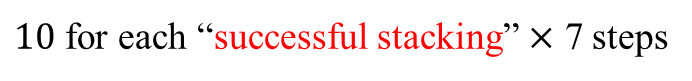 10 for each “successful stacking” × 7 steps